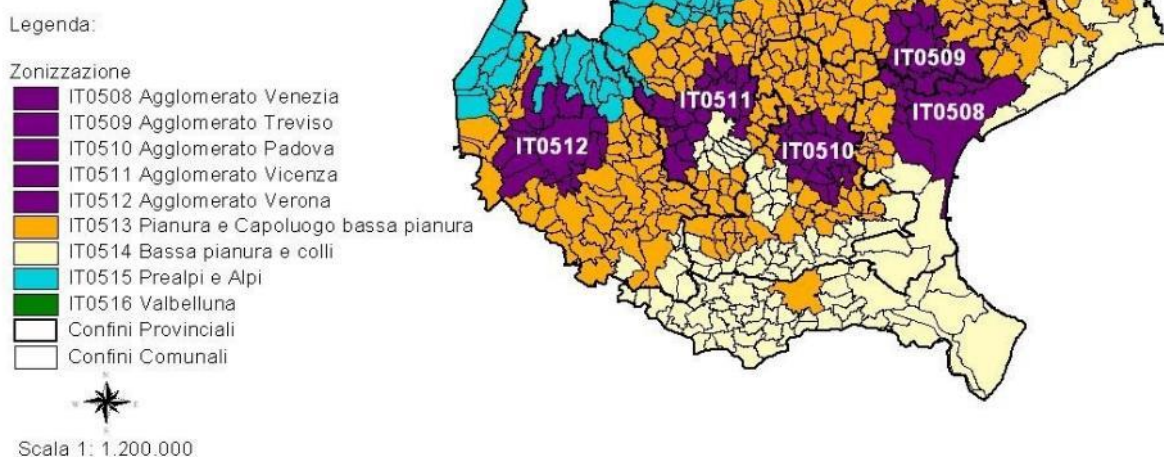 Legenda:
Zonizzazione
IT0508 Agglomerato Venezia
IT0509 Agglomerato Treviso
IT0510 Agglomerato Padova
IT0511 Agglomerato Vicenza
IT0512 Agglomerato Verona
IT0513 Pianura e Capoluogo bassa pianura
IT0514 Bassa pianura e colli
IT0515 Prealpi e Alpi
IT0516 Valbelluna
Confini Provinciali
Confini Comunali
Scala 1: 1.200.000
IT0509
IT0511
IT0508
IT0512
IT0510